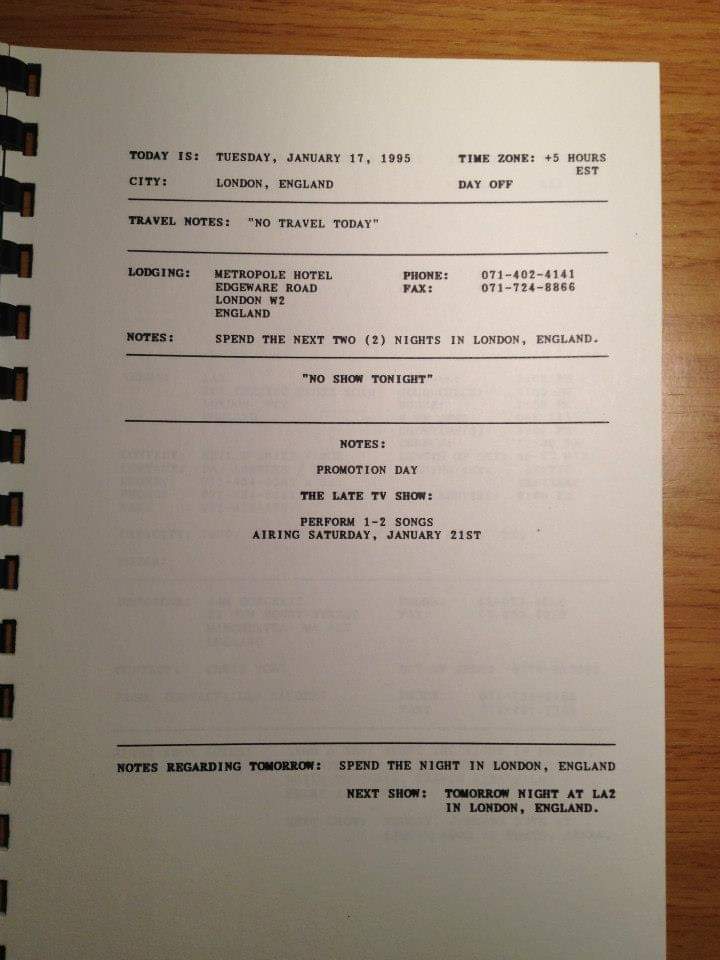 TODAY IS: TUESDAY, JANUARY 17, 1995 TIME ZONE: +5 HOURS
EST
CITY: LONDON, ENGLAND DAY OFF
TRAVEL NOTES: "NO TRAVEL TODAY"
LODGING: METROPOLE HOTEL PHONE: 071-402-4141
EDGEWARE ROAD FAX: 071-724-8866
LONDON W2
ENGLAND
NOTES: SPEND THE NEXT TWO (2) NIGHTS IN LONDON, ENGLAND.
"NO SHOW TONIGHT"
NOTES:
PROMOTION DAY
THE LATE TV SHOW:
PERFORM 1-2 SONGS
AIRING SATURDAY, JANUARY 21ST
NOTES REGARDING TOMORROW: SPEND THE NIGHT IN LONDON, ENGLAND
NEXT SHOW: TOMORROW NIGHT AT LA2
IN LONDON, ENGLAND.